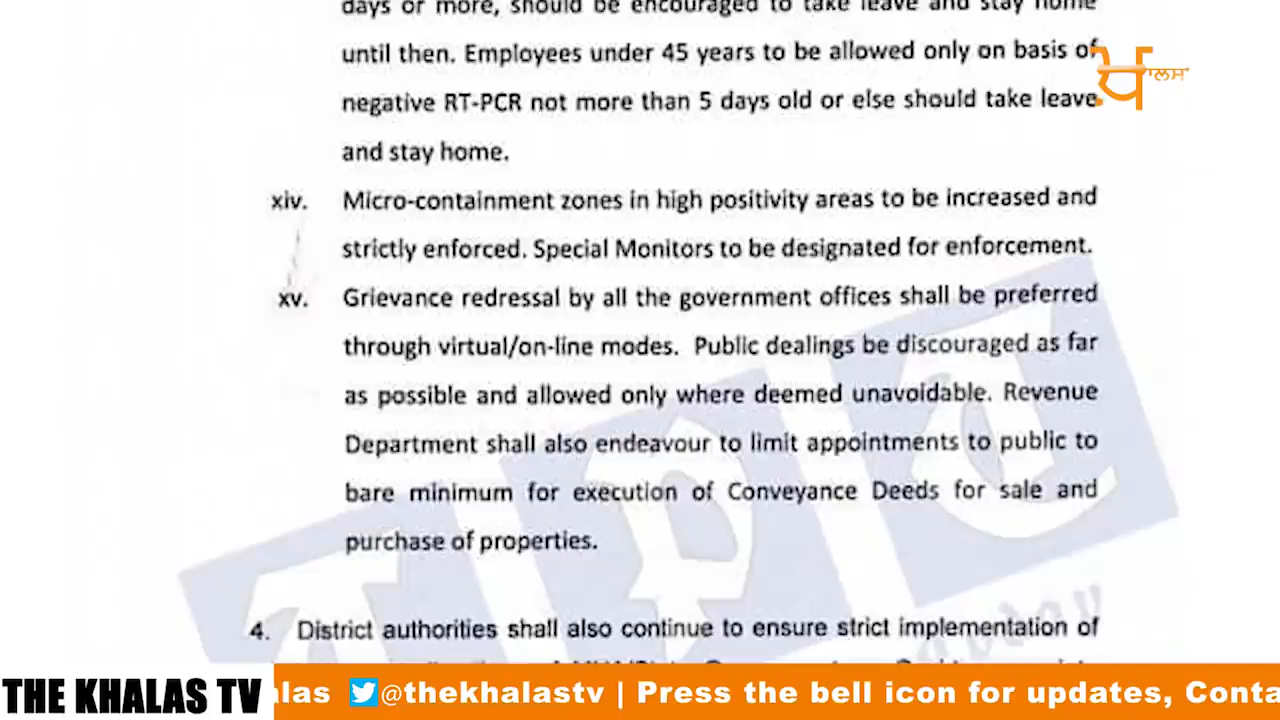 days or more, should be encouraged to take leave and stay home
until then. Employees under 45 years to be allowed only on basis of
negative RT-PCR not more than 5 days old or else should take leave
and stay home.
xiv. Micro-containment zones in high positivity areas to be increased and
strictly enforced. Special Monitors to be designated for enforcement.
xv. Grievance redressal by all the government offices shall be preferred
through virtual/on-line modes. Public dealings be discouraged as far
as possible and allowed only where deemed unavoidable. Revenue
Department shall also endeavour to limit appointments to public to
bare minimum for execution of Conveyance Deeds for sale and
purchase of properties.
4. District authorities shall also continue to ensure strict implementation of
ਖ਼ਾਲਸ
THE KHALAS TV
alas @thekhalastv | Press the bell icon for updates, Conta